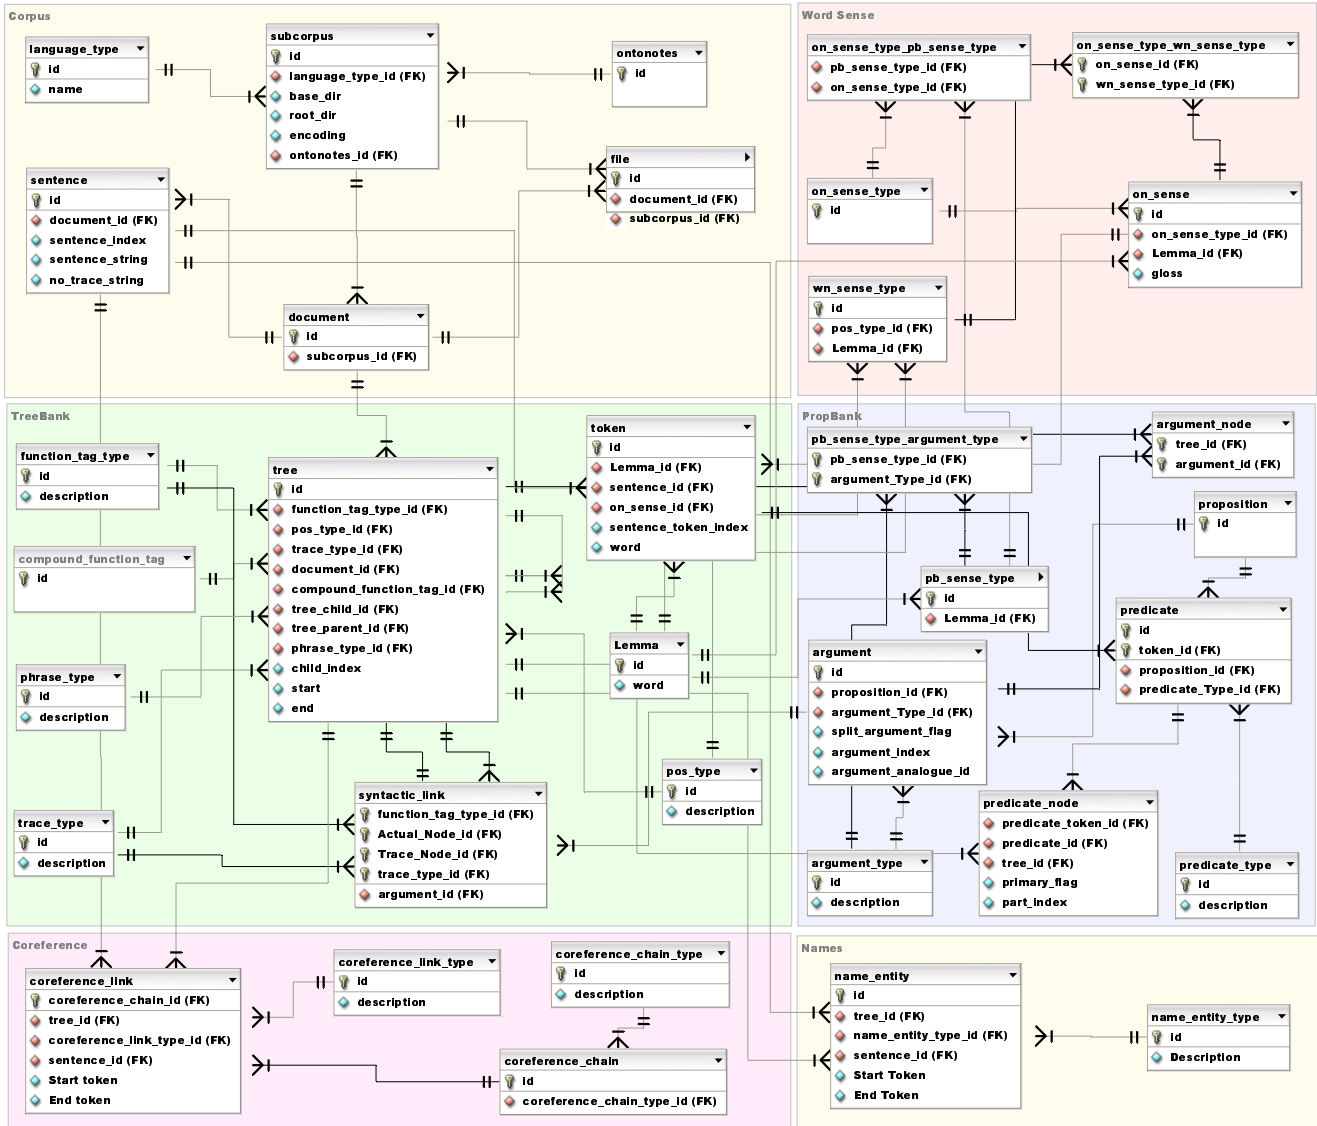 Corpus
language_type
id
name
subcorpus
id
language_type_id (FK)
base_dir
root_dir
encoding
ontonotes_id (FK)
ontonotes
id
file
id
document_id (FK)
subcorpus_id (FK)
sentence
id
document_id (FK)
sentence_index
sentence_string
no_trace_string
document
id
subcorpus_id (FK)
Word Sense
on_sense_type_pb_sense_type
pb_sense_type_id (FK)
on_sense_type_id (FK)
on_sense_type_wn_sense_type
on_sense_id (FK)
wn_sense_type_id (FK)
on_sense_type
id
on_sense
id
on_sense_type_id (FK)
Lemma_id (FK)
gloss
wn_sense_type
id
pos_type_id (FK)
Lemma_id (FK)
TreeBank
function_tag_type
id
description
compound_function_tag
id
phrase_type
id
description
trace_type
id
description
tree
id
function_tag_type_id (FK)
pos_type_id (FK)
trace_type_id (FK)
document_id (FK)
compound_function_tag_id (FK)
tree_child_id (FK)
tree_parent_id (FK)
phrase_type_id (FK)
child_index
start
end
token
id
Lemma_id (FK)
sentence_id (FK)
on_sense_id (FK)
sentence_token_index
word
Lemma
id
word
pos_type
id
description
syntactic_link
function_tag_type_id (FK)
Actual_Node_id (FK)
Trace_Node_id (FK)
trace_type_id (FK)
argument_id (FK)
PropBank
pb_sense_type_argument_type
pb_sense_type_id (FK)
argument_Type_id (FK)
argument_node
tree_id (FK)
argument_id (FK)
proposition
id
pb_sense_type
id
Lemma_id (FK)
predicate
id
token_id (FK)
proposition_id (FK)
predicate_Type_id (FK)
argument
id
proposition_id (FK)
argument_Type_id (FK)
split_argument_flag
argument_index
argument_analogue_id
predicate_node
predicate_token_id (FK)
predicate_id (FK)
tree_id (FK)
primary_flag
part_index
argument_type
id
description
predicate_type
id
description
Coreference
coreference_link
coreference_chain_id (FK)
tree_id (FK)
coreference_link_type_id (FK)
sentence_id (FK)
Start token
End token
coreference_link_type
id
description
coreference_chain_type
id
description
coreference_chain
id
coreference_chain_type_id (FK)
Names
name_entity
id
tree_id (FK)
name_entity_type_id (FK)
sentence_id (FK)
Start Token
End Token
name_entity_type
id
Description